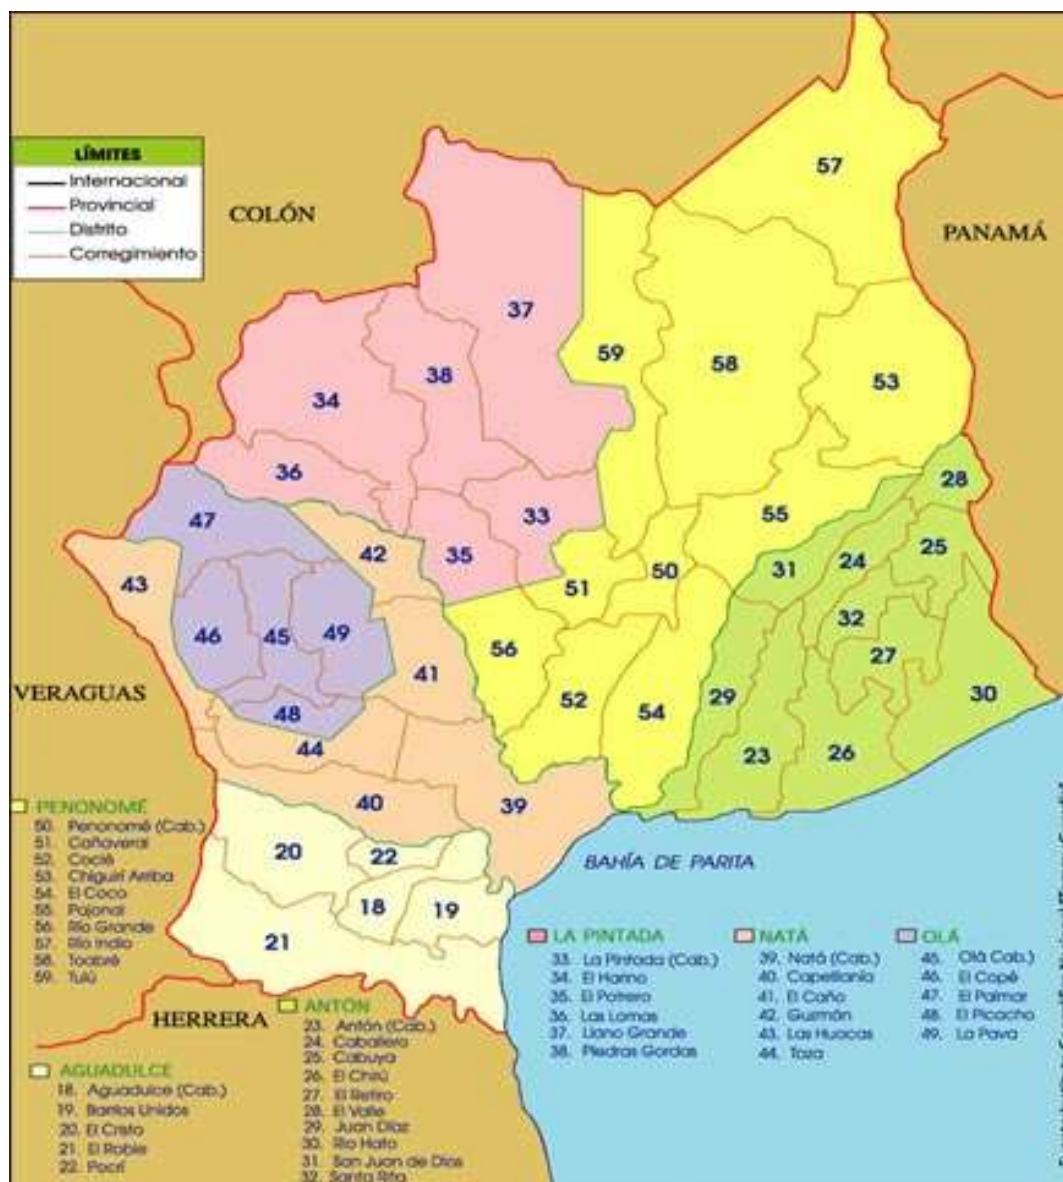 LÍMITES
Internacional
Provincial
Distrito
Corregimiento
COLÓN
PANAMÁ
VERAGUAS
HERRERA
BAHÍA DE PARITA
57
37
59
58
53
38
34
36
33
28
47
55
42
35
25
43
51
50
31
24
46
45
49
32
56
41
27
48
52
54
29
30
44
23
26
40
39
20
22
18
19
21
PENONOMÉ
50. Penonomé (Cab.)
51. Cañaveral
52. Coclé
53. Chiguirí Arriba
54. El Coco
55. Pajonal
56. Río Grande
57. Río Indio
58. Toabré
59. Tulú
AGUADULCE
18. Aguadulce (Cab.)
19. Barrios Unidos
20. El Cristo
21. El Roble
22. Pocrí
ANTÓN
23. Antón (Cab.)
24. Caballero
25. Cabuya
26. El Chirú
27. El Retiro
28. El Valle
29. Juan Díaz
30. Río Hato
31. San Juan de Dios
32. Santa Rita
LA PINTADA
33. La Pintada (Cab.)
34. El Harino
35. El Potrero
36. Las Lomas
37. Llano Grande
38. Piedras Gordas
NATÁ
39. Natá (Cab.)
40. Capellanía
41. El Caño
42. Guzmán
43. Las Huacas
44. Toza
OLÁ
45. Olá Cab.)
46. El Copé
47. El Palmar
48. El Picacho
49. La Pava